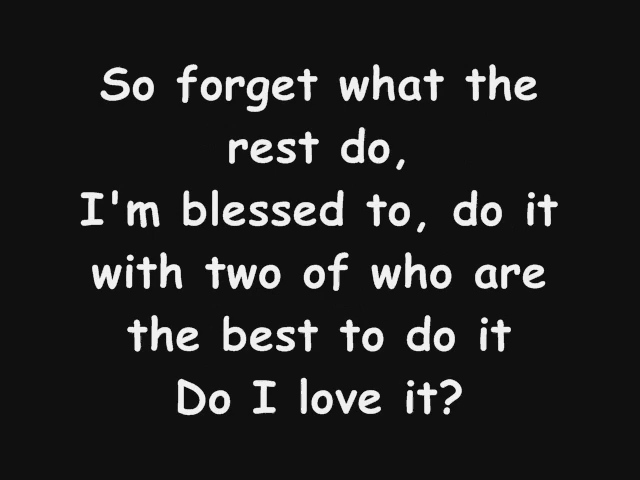 So forget what the
rest do,
I'm blessed to, do it
with two of who are
the best to do it
Do I love it?